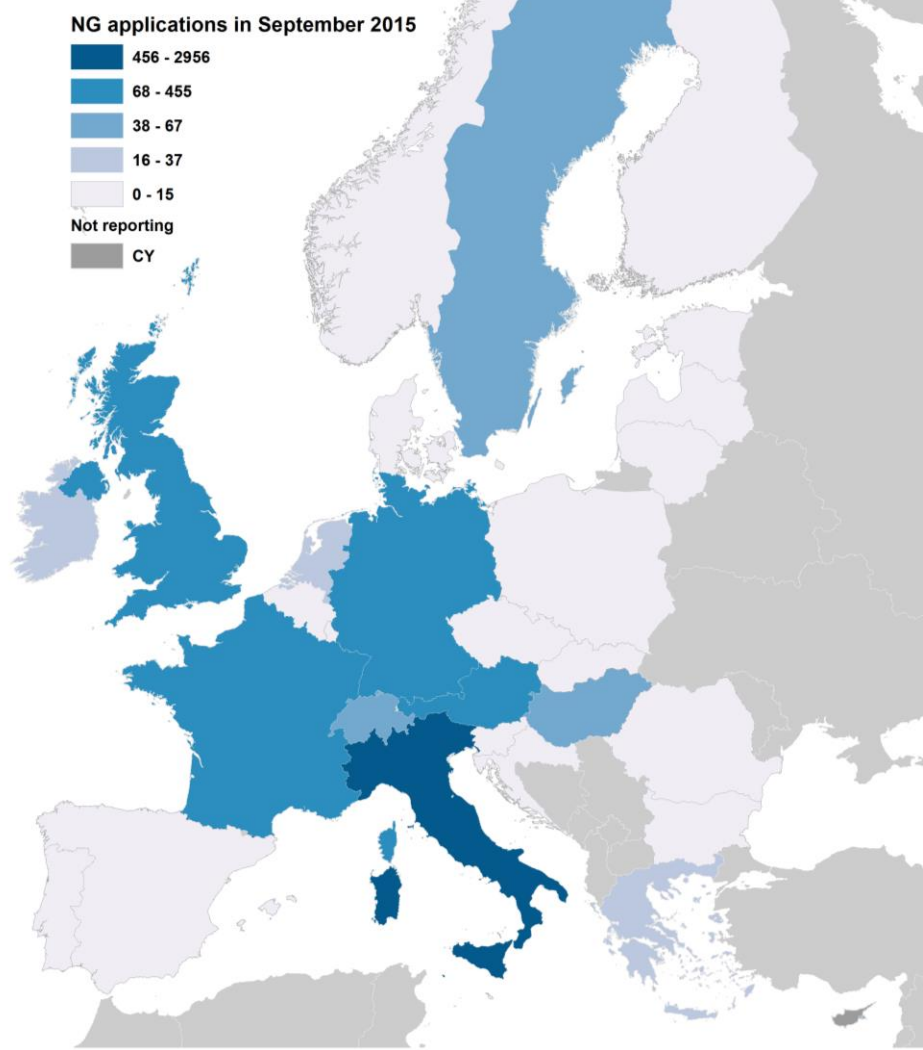 NG applications in September 2015
456 - 2956
68 - 455
38 - 67
16 - 37
0 - 15
Not reporting
CY